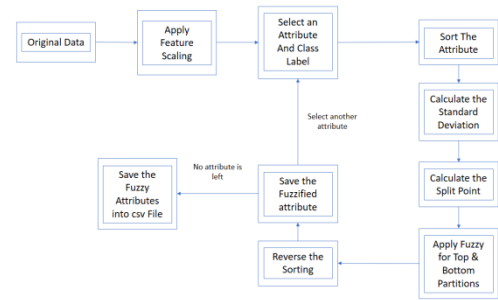 Original Data
Apply
Feature
Scaling
Select an
Attribute
And Class
Label
Sort The
Attribute
Calculate the
Standard
Deviation
Calculate the
Split Point
Apply Fuzzy
for Top &
Bottom
Partitions
Reverse the
Sorting
Save the
Fuzzified
attribute
Select another
attribute
No attribute is
left
Save the
Fuzzy
Attributes
into csv File